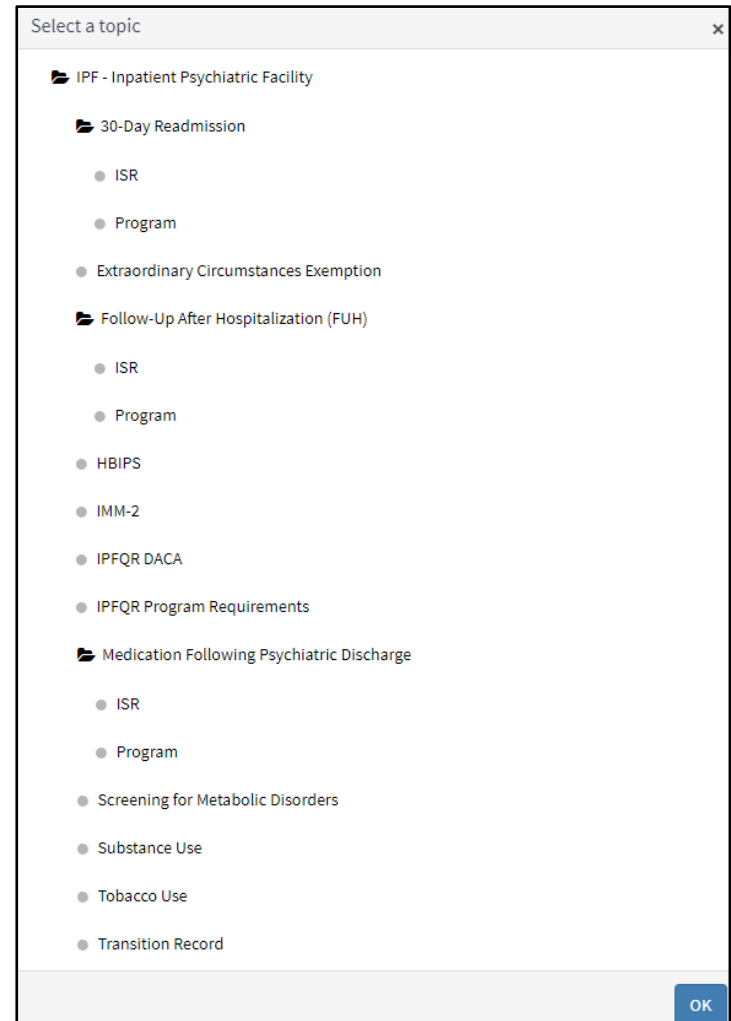 Select a topic
×
IPF - Inpatient Psychiatric Facility
30-Day Readmission
ISR
Program
Extraordinary Circumstances Exemption
Follow-Up After Hospitalization (FUH)
ISR
Program
HBIPS
IMM-2
IPFQR DACA
IPFQR Program Requirements
Medication Following Psychiatric Discharge
ISR
Program
Screening for Metabolic Disorders
Substance Use
Tobacco Use
Transition Record
OK